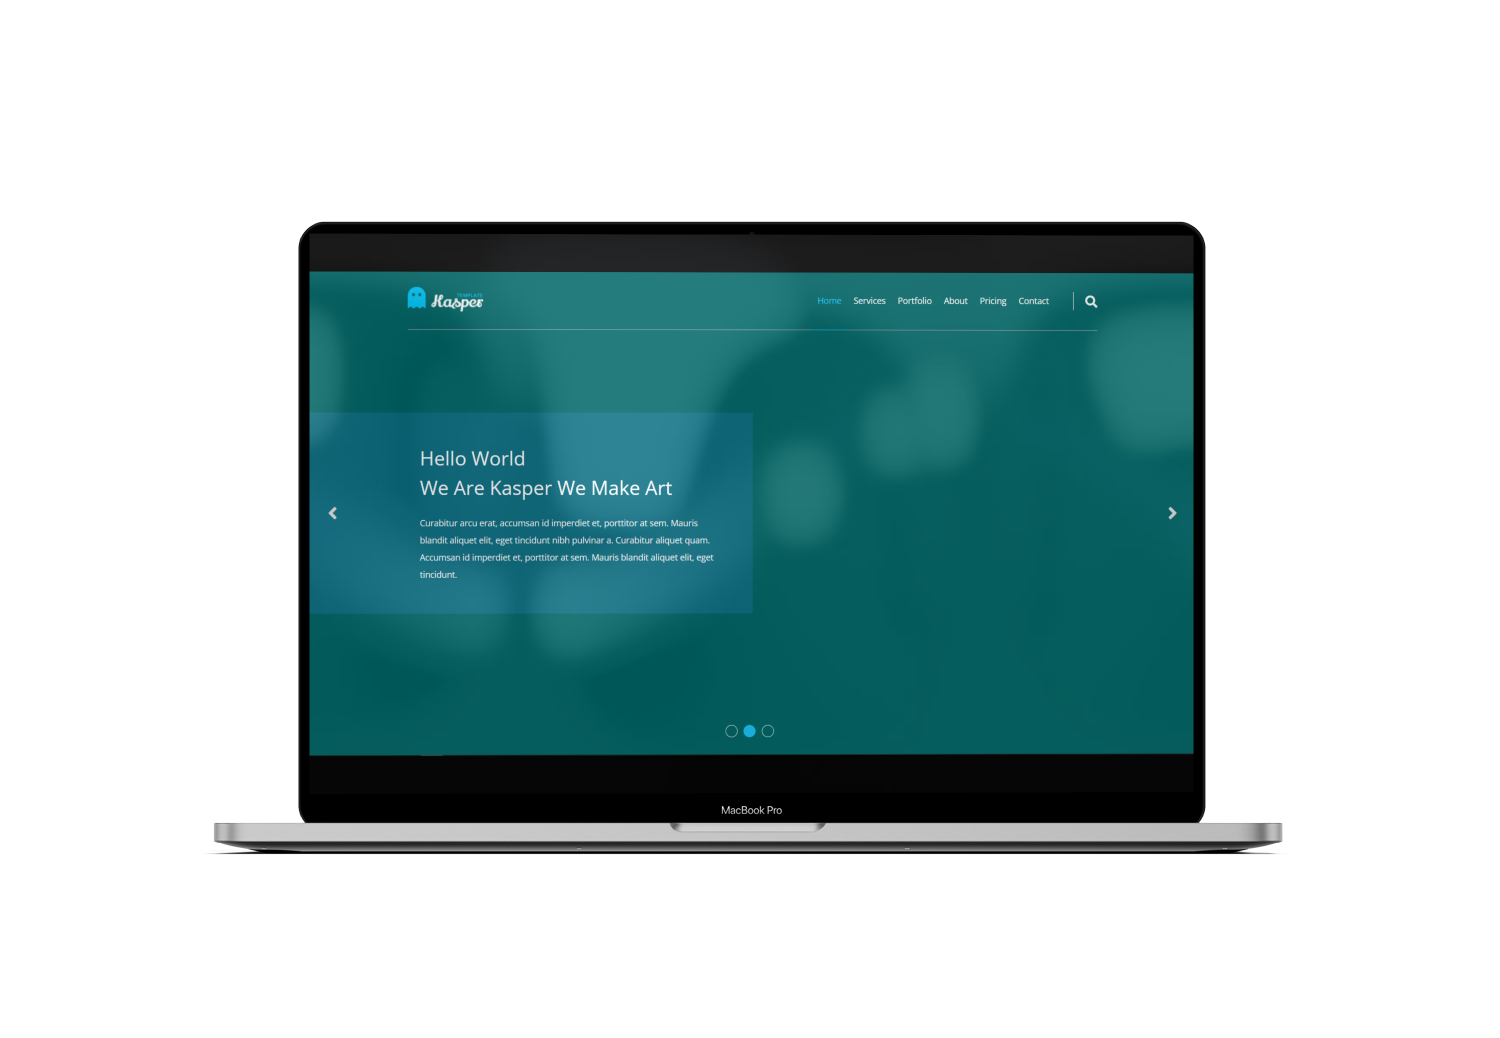 TEMPLATE
Kasper
Home Services Portfolio About Pricing Contact
Hello World
We Are Kasper We Make Art
Curabitur arcu erat, accumsan id imperdiet et, porttitor at sem. Mauris
blandit aliquet elit, eget tincidunt nibh pulvinar a. Curabitur aliquet quam.
Accumsan id imperdiet et, porttitor at sem. Mauris blandit aliquet elit, eget
tincidunt.
MacBook Pro